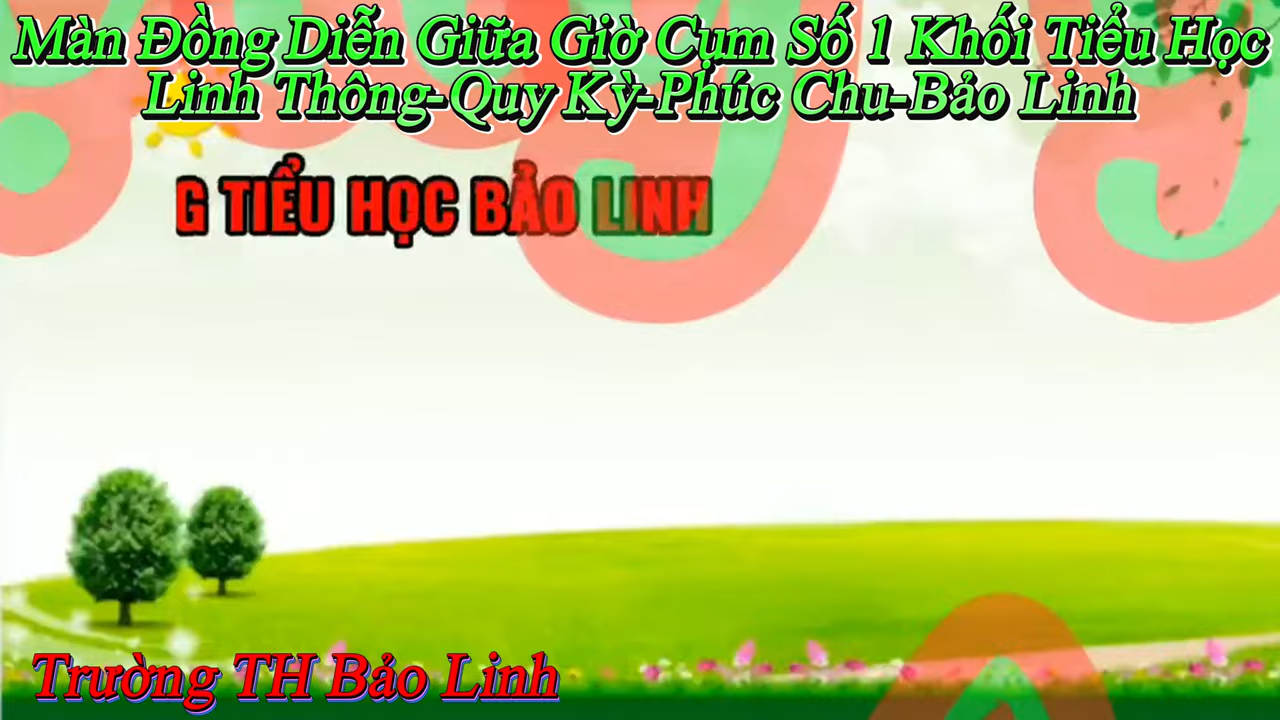 Màn Đồng Diễn Giữa Giờ Cụm Số 1 Khối Tiểu Học
Linh Thông-Quy Kỳ-Phúc Chu-Bảo Linh
G TIỂU HỌC BẢO LINH
Trường TH Bảo Linh